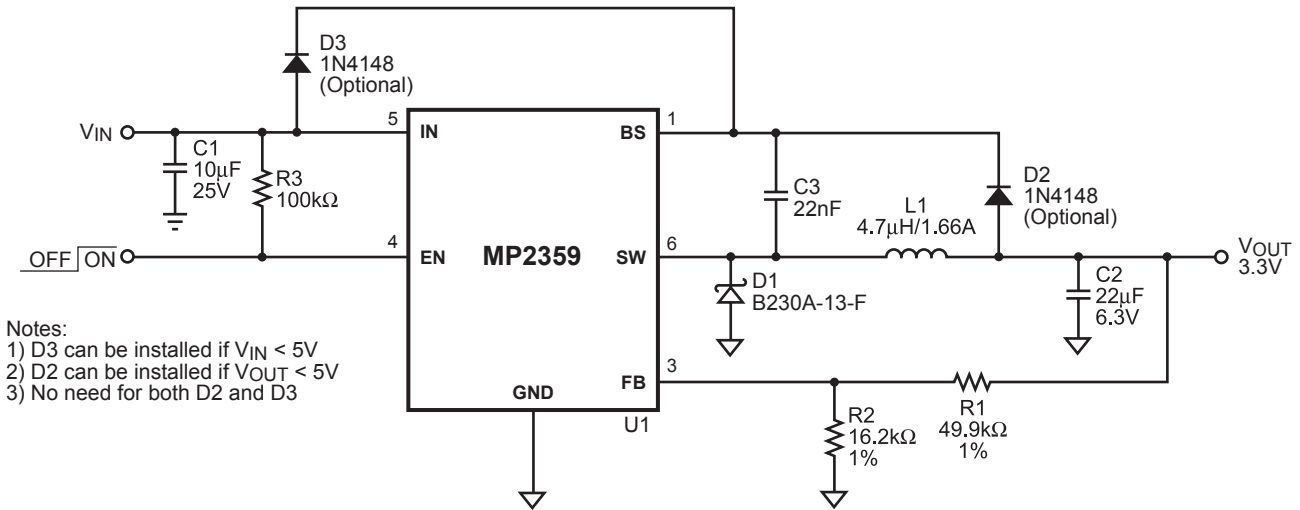 D3
1N4148
(Optional)
VIN
C1
10µF
25V
R3
100kΩ
OFF ON
5
IN
4
EN
MP2359
BS
1
SW
6
FB
3
GND
U1
C3
22nF
L1
4.7µH/1.66A
D2
1N4148
(Optional)
D1
B230A-13-F
C2
22µF
6.3V
VOUT
3.3V
R2
16.2kΩ
1%
R1
49.9kΩ
1%
Notes:
1) D3 can be installed if VIN < 5V
2) D2 can be installed if VOUT < 5V
3) No need for both D2 and D3